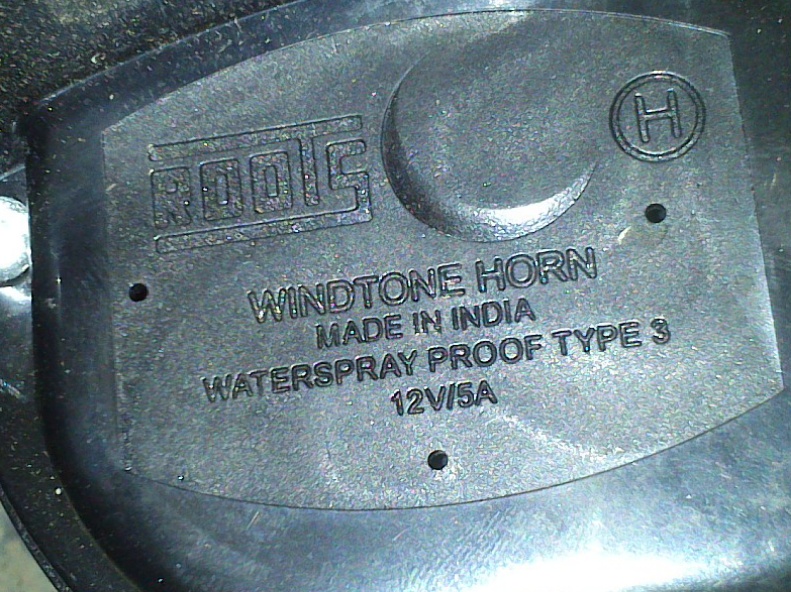 ROOTS
H
WINDTONE HORN
MADE IN INDIA
WATERSPRAY PROOF TYPE 3
12V/5A